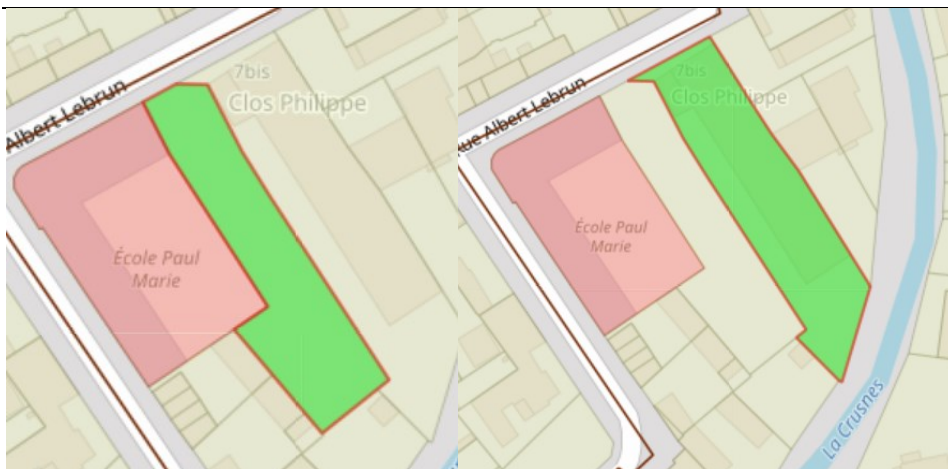 7bis
Clos Philippe
Albert Lebrun
École Paul
Marie
7bis
Clos Philippe
ue Albert Lebrun
École Paul
Marie
La Crusnes